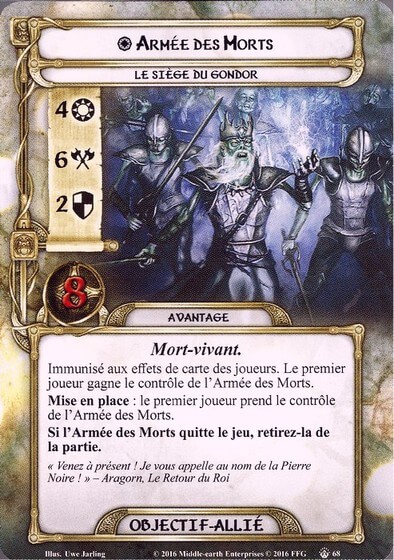 ARMÉE DES MORTS
LE SIÈGE DU GONDOR
4
6
2
8
AVANTAGE
Mort-vivant.
Immunisé aux effets de carte des joueurs. Le premier
joueur gagne le contrôle de l'Armée des Morts.
Mise en place : le premier joueur prend le contrôle
de l'Armée des Morts.
Si l'Armée des Morts quitte le jeu, retirez-la de
la partie.
« Venez à présent ! Je vous appelle au nom de la Pierre
Noire ! » – Aragorn, Le Retour du Roi
OBJECTIF-ALLIÉ
Illus. Uwe Jarling © 2016 Middle-earth Enterprises © 2016 FFG 68